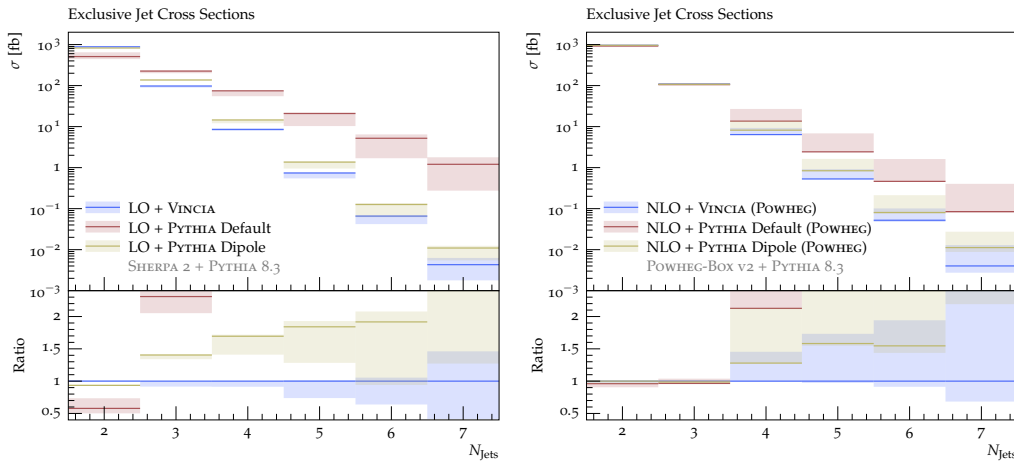 Exclusive Jet Cross Sections
σ [fb]
10³
10²
10¹
1
10⁻¹
10⁻²
10⁻³
LO + Vincia
LO + Pythia Default
LO + Pythia Dipole
Sherpa 2 + Pythia 8.3
Ratio
2
1.5
1
0.5
2 3 4 5 6 7
N_Jets
Exclusive Jet Cross Sections
σ [fb]
10³
10²
10¹
1
10⁻¹
10⁻²
10⁻³
NLO + Vincia (Powheg)
NLO + Pythia Default (Powheg)
NLO + Pythia Dipole (Powheg)
Powheg-Box v2 + Pythia 8.3
Ratio
2
1.5
1
0.5
2 3 4 5 6 7
N_Jets